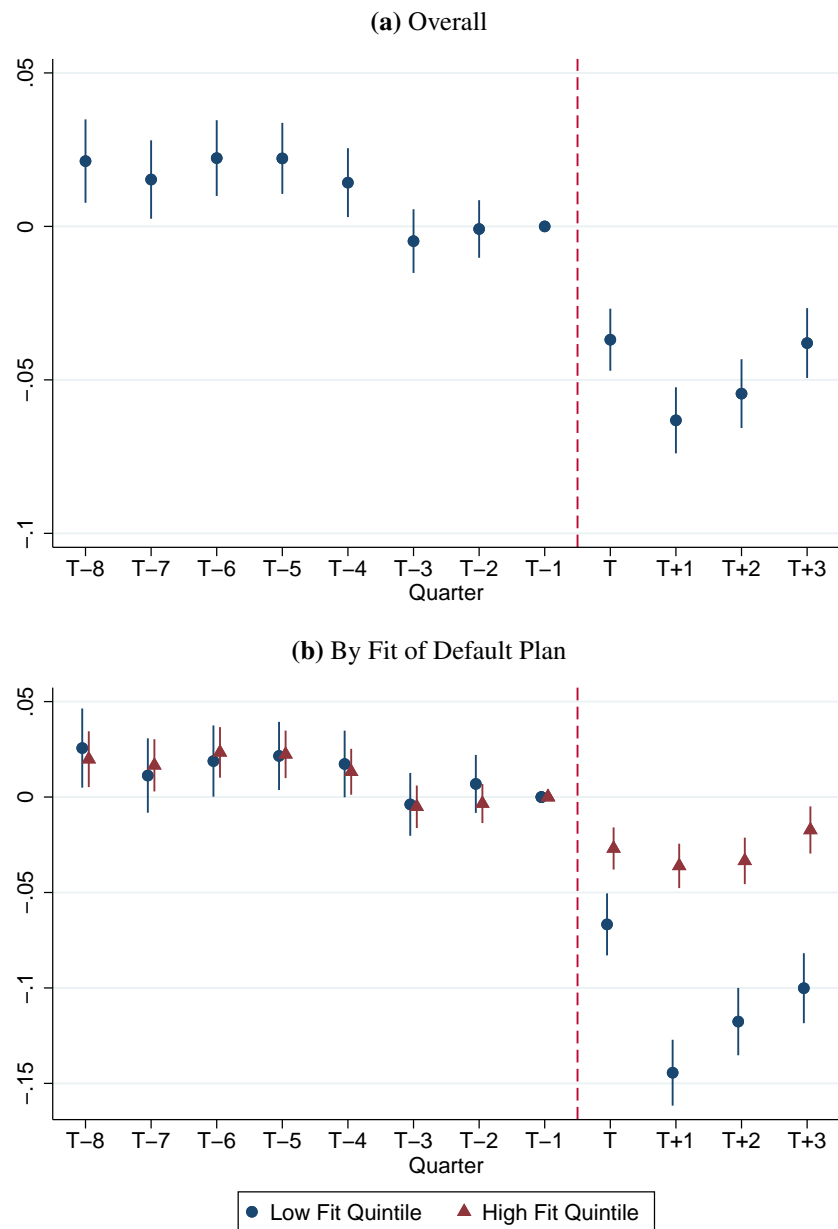 (a) Overall
.05
0
-.05
-.1
T−8 T−7 T−6 T−5 T−4 T−3 T−2 T−1 T T+1 T+2 T+3
Quarter
(b) By Fit of Default Plan
.05
0
-.05
-.1
-.15
T−8 T−7 T−6 T−5 T−4 T−3 T−2 T−1 T T+1 T+2 T+3
Quarter
Low Fit Quintile High Fit Quintile